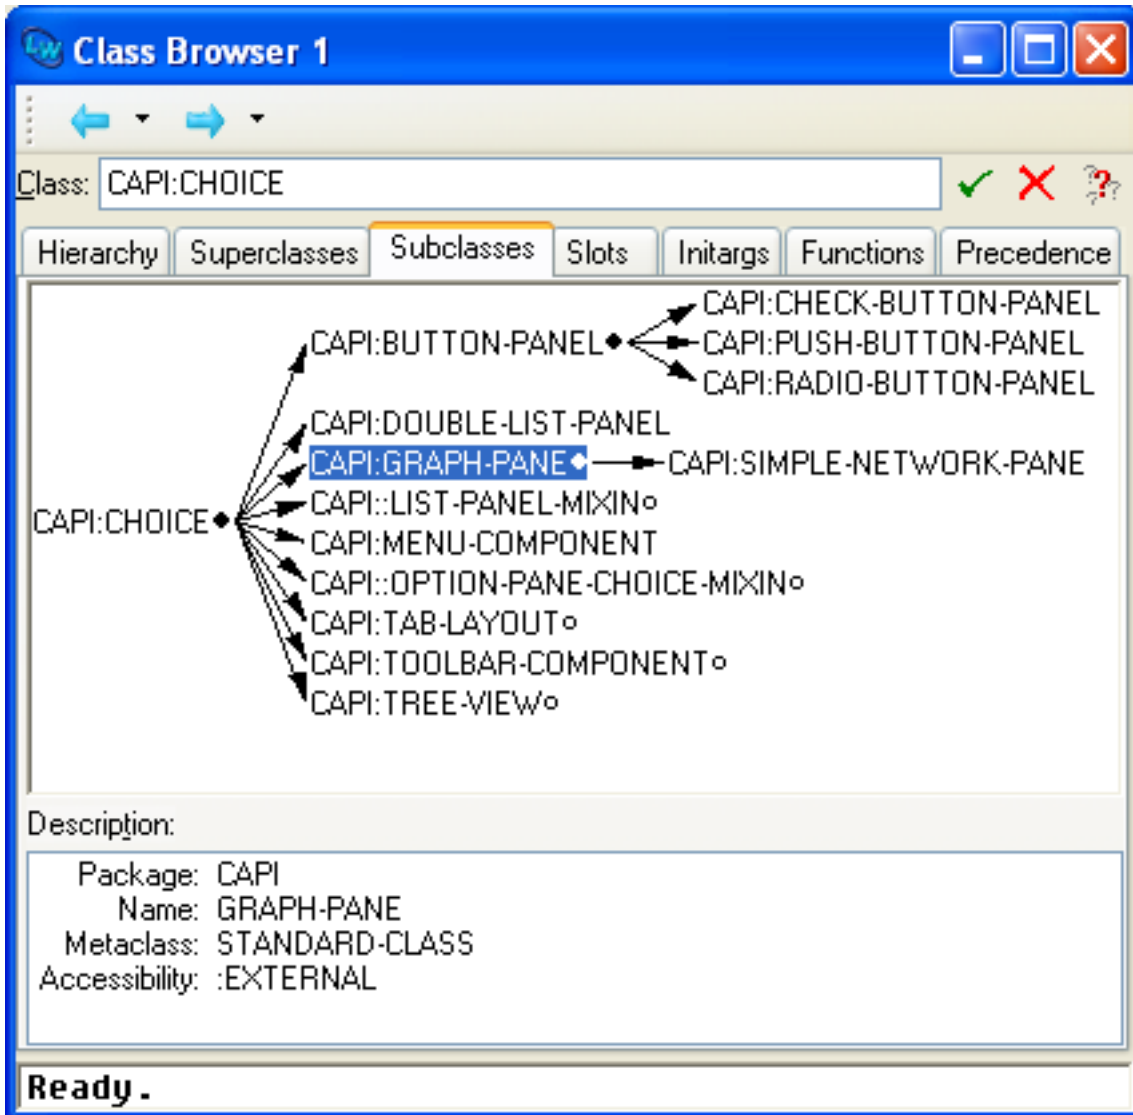 LW Class Browser 1
Class: CAPI:CHOICE
Hierarchy Superclasses Subclasses Slots Initargs Functions Precedence
CAPI:CHECK-BUTTON-PANEL
CAPI:BUTTON-PANEL CAPI:PUSH-BUTTON-PANEL
CAPI:RADIO-BUTTON-PANEL
CAPI:DOUBLE-LIST-PANEL
CAPI:GRAPH-PANE CAPI:SIMPLE-NETWORK-PANE
CAPI::LIST-PANEL-MIXIN
CAPI:CHOICE
CAPI:MENU-COMPONENT
CAPI::OPTION-PANE-CHOICE-MIXIN
CAPI:TAB-LAYOUT
CAPI:TOOLBAR-COMPONENT
CAPI:TREE-VIEW
Description:
Package: CAPI
Name: GRAPH-PANE
Metaclass: STANDARD-CLASS
Accessibility: :EXTERNAL
Ready.